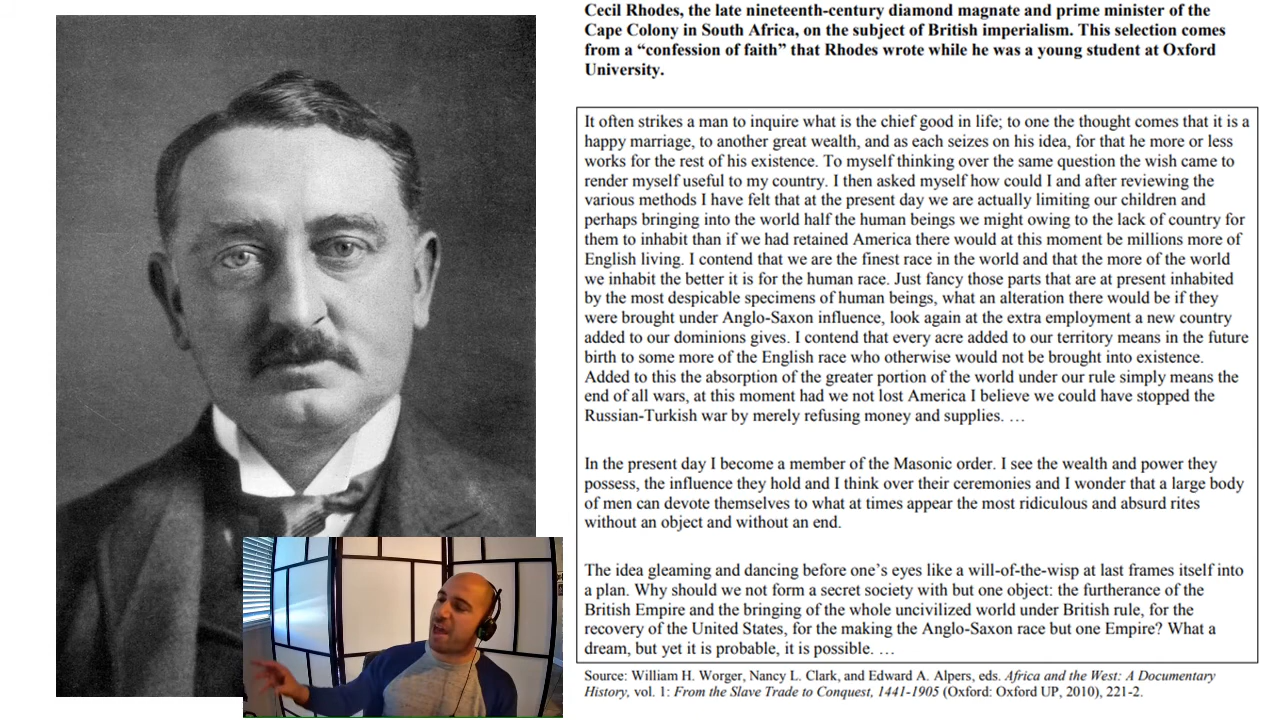 Cecil Rhodes, the late nineteenth-century diamond magnate and prime minister of the
Cape Colony in South Africa, on the subject of British imperialism. This selection comes
from a “confession of faith” that Rhodes wrote while he was a young student at Oxford
University.
It often strikes a man to inquire what is the chief good in life; to one the thought comes that it is a
happy marriage, to another great wealth, and as each seizes on his idea, for that he more or less
works for the rest of his existence. To myself thinking over the same question the wish came to
render myself useful to my country. I then asked myself how could I and after reviewing the
various methods I have felt that at the present day we are actually limiting our children and
perhaps bringing into the world half the human beings we might owing to the lack of country for
them to inhabit than if we had retained America there would at this moment be millions more of
English living. I contend that we are the finest race in the world and that the more of the world
we inhabit the better it is for the human race. Just fancy those parts that are at present inhabited
by the most despicable specimens of human beings, what an alteration there would be if they
were brought under Anglo-Saxon influence, look again at the extra employment a new country
added to our dominions gives. I contend that every acre added to our territory means in the future
birth to some more of the English race who otherwise would not be brought into existence.
Added to this the absorption of the greater portion of the world under our rule simply means the
end of all wars, at this moment had we not lost America I believe we could have stopped the
Russian-Turkish war by merely refusing money and supplies. …
In the present day I become a member of the Masonic order. I see the wealth and power they
possess, the influence they hold and I think over their ceremonies and I wonder that a large body
of men can devote themselves to what at times appear the most ridiculous and absurd rites
without an object and without an end.
The idea gleaming and dancing before one’s eyes like a will-of-the-wisp at last frames itself into
a plan. Why should we not form a secret society with but one object: the furtherance of the
British Empire and the bringing of the whole uncivilized world under British rule, for the
recovery of the United States, for the making the Anglo-Saxon race but one Empire? What a
dream, but yet it is probable, it is possible. …
Source: William H. Worger, Nancy L. Clark, and Edward A. Alpers, eds. Africa and the West: A Documentary
History, vol. 1: From the Slave Trade to Conquest, 1441-1905 (Oxford: Oxford UP, 2010), 221-2.